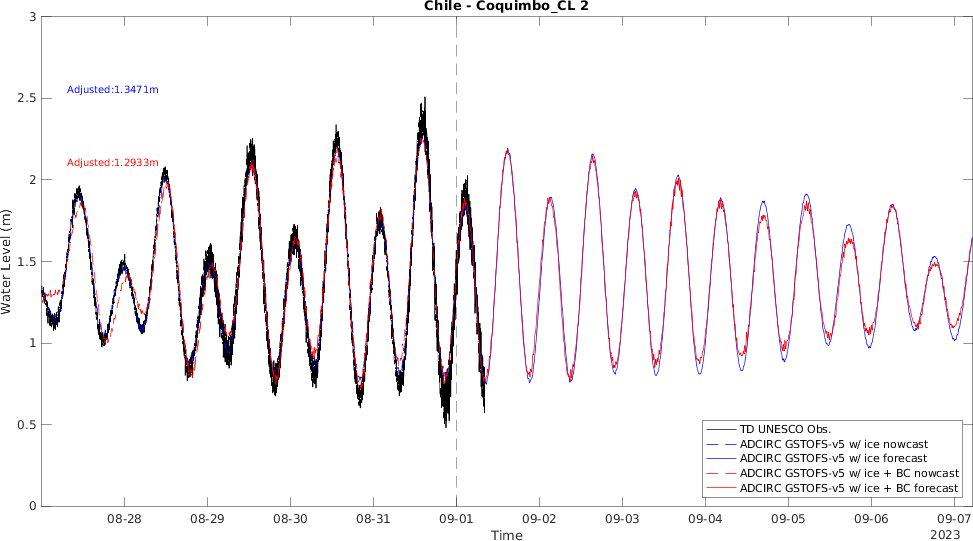 Chile - Coquimbo_CL 2
3
2.5
2
1.5
1
0.5
0
Water Level (m)
Adjusted:1.3471m
Adjusted:1.2933m
TD UNESCO Obs.
ADCIRC GSTOFS-v5 w/ ice nowcast
ADCIRC GSTOFS-v5 w/ ice forecast
ADCIRC GSTOFS-v5 w/ ice + BC nowcast
ADCIRC GSTOFS-v5 w/ ice + BC forecast
08-28 08-29 08-30 08-31 09-01 09-02 09-03 09-04 09-05 09-06 09-07
2023
Time